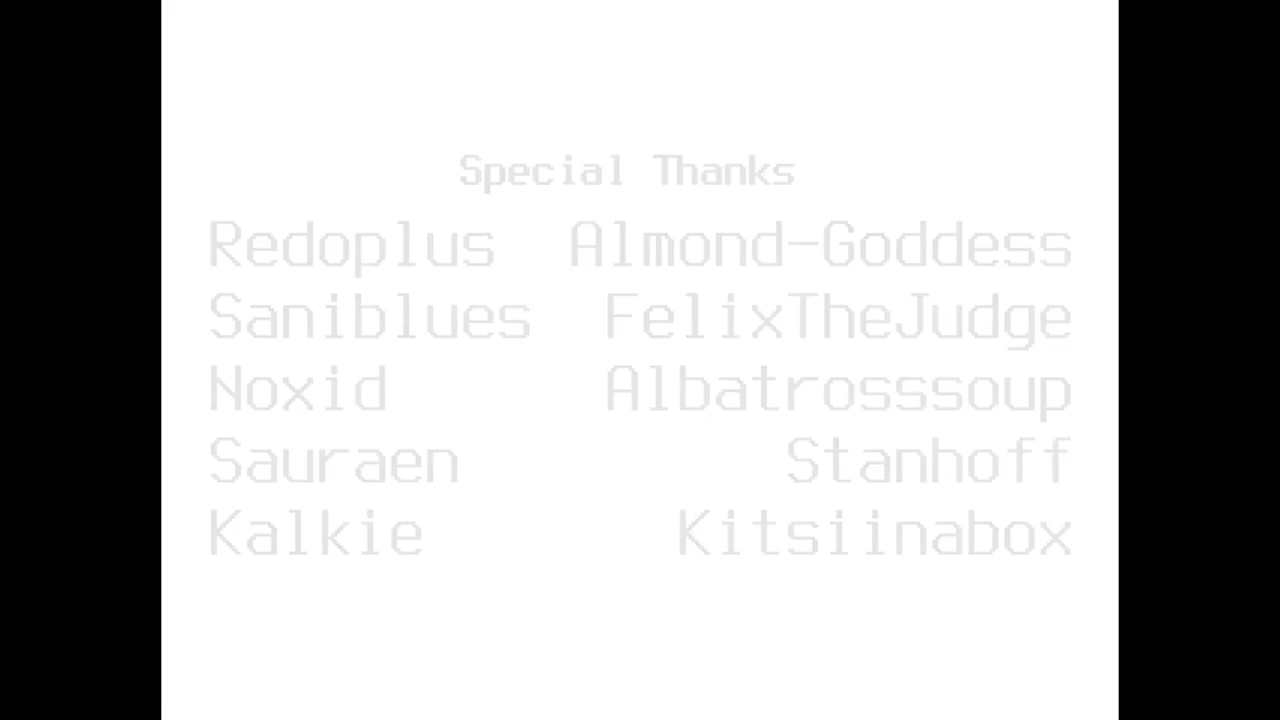 Special Thanks
Redoplus Almond-Goddess
Saniblues FelixTheJudge
Noxid Albatrosssoup
Sauraen Stanhoff
Kalkie Kitsiinabox